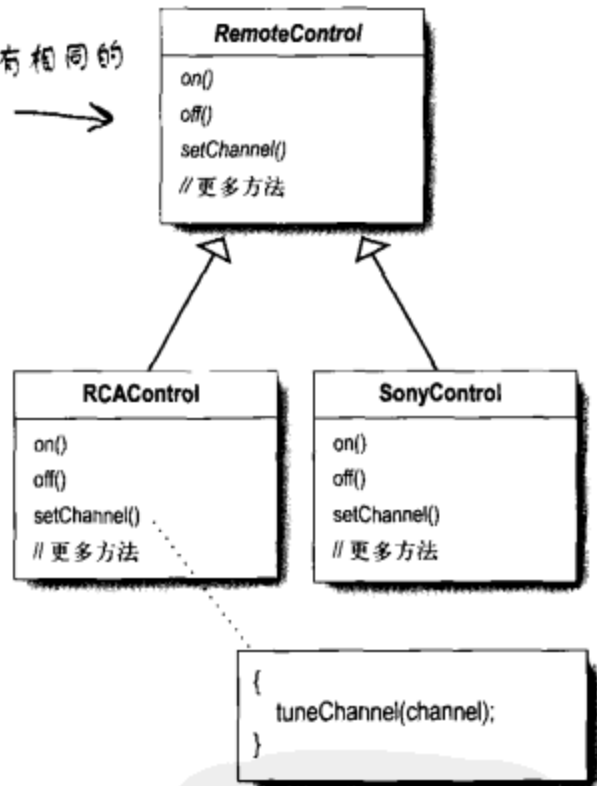 有相同的
RemoteControl
on()
off()
setChannel()
// 更多方法
RCAControl
on()
off()
setChannel()
// 更多方法
SonyControl
on()
off()
setChannel()
// 更多方法
{
tuneChannel(channel);
}